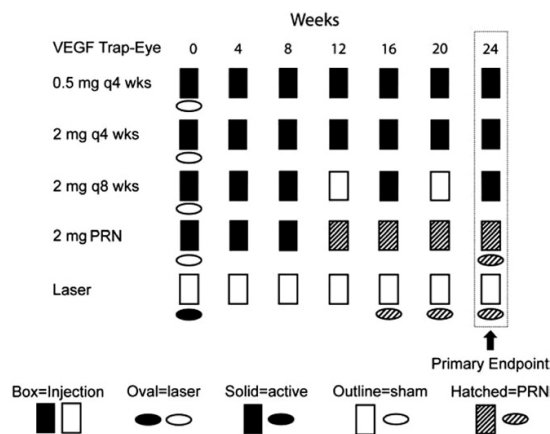 Weeks
VEGF Trap-Eye 0 4 8 12 16 20 24
0.5 mg q4 wks
2 mg q4 wks
2 mg q8 wks
2 mg PRN
Laser
Primary Endpoint
Box=Injection Oval=laser Solid=active Outline=sham Hatched=PRN